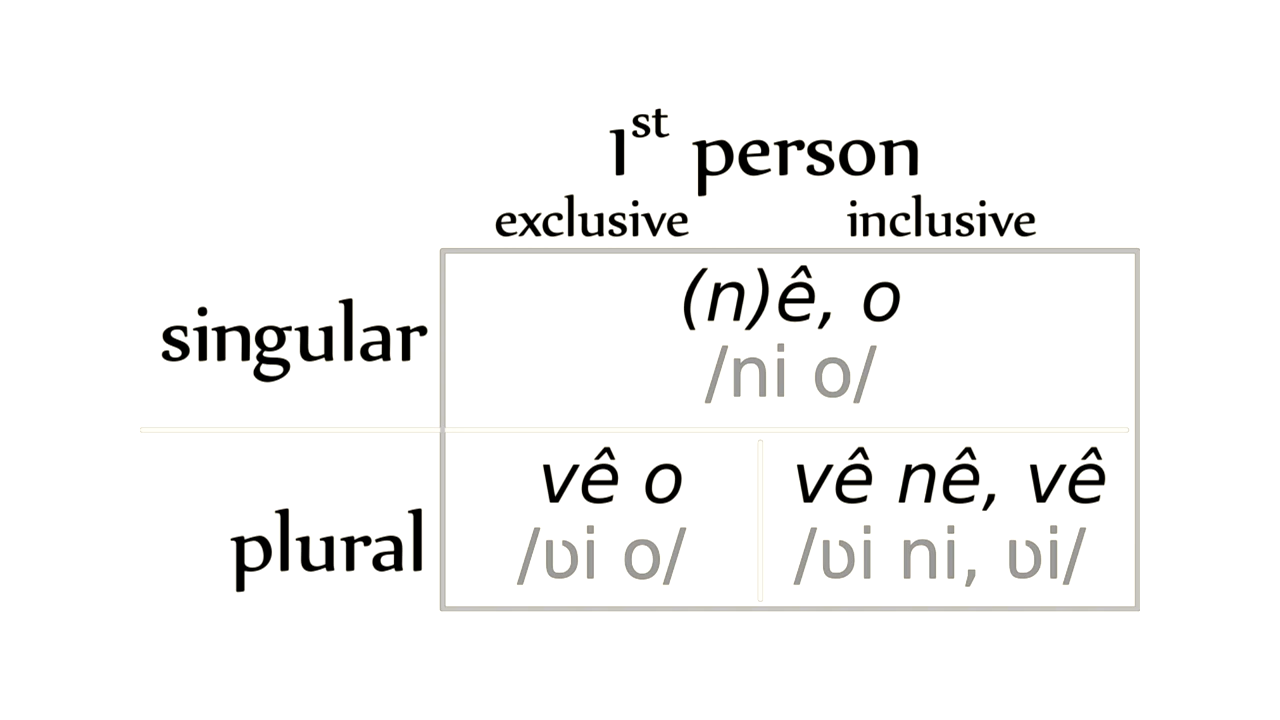 1st person
exclusive inclusive
singular
(n)ê, o
/ni o/
plural
vê o
/ʋi o/
vê nê, vê
/ʋi ni, ʋi/